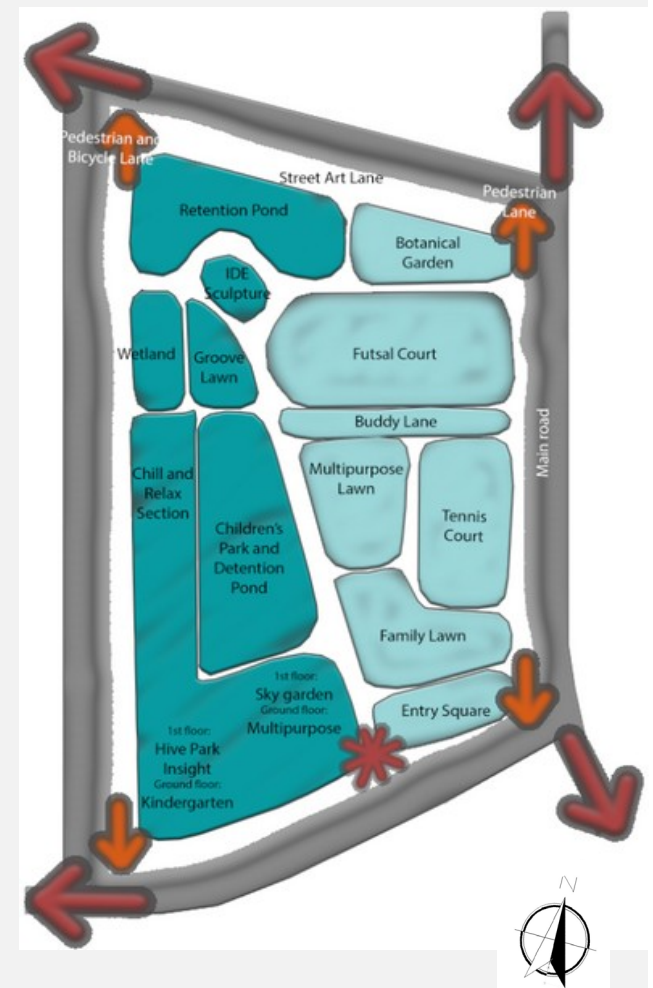 Pedestrian and
Bicycle Lane
Street Art Lane
Pedestrian
Lane
Retention Pond
Botanical
Garden
IDE
Sculpture
Wetland
Groove
Lawn
Futsal Court
Buddy Lane
Main road
Chill and
Relax
Section
Children's
Park and
Detention
Pond
Multipurpose
Lawn
Tennis
Court
Family Lawn
1st floor:
Sky garden
Ground floor:
Multipurpose
Entry Square
1st floor:
Hive Park
Insight
Ground floor:
Kindergarten
N